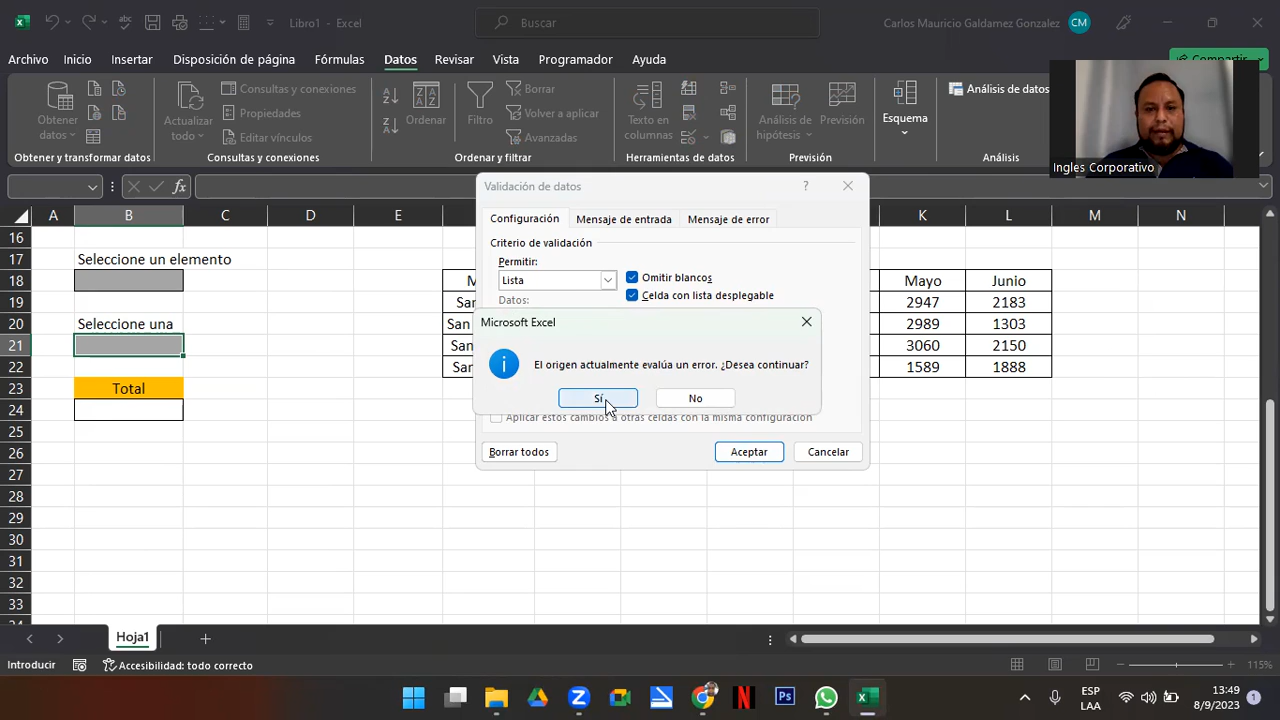 Libro1 - Excel
Buscar
Carlos Mauricio Galdamez Gonzalez
CM
Archivo Inicio Insertar Disposición de página Fórmulas Datos Revisar Vista Programador Ayuda
Compartir
Obtener datos
Actualizar todo
Consultas y conexiones
Propiedades
Editar vínculos
Ordenar
Filtro
Borrar
Volver a aplicar
Avanzadas
Texto en columnas
Análisis de hipótesis
Previsión
Esquema
Análisis de datos
Obtener y transformar datos
Consultas y conexiones
Ordenar y filtrar
Herramientas de datos
Previsión
Análisis
Ingles Corporativo
fx
Validación de datos
?
Configuración Mensaje de entrada Mensaje de error
Criterio de validación
Permitir:
Lista
Omitir blancos
Celda con lista desplegable
Datos:
Microsoft Excel
El origen actualmente evalúa un error. ¿Desea continuar?
Sí No
Aplicar estos cambios a otras celdas con la misma configuración
Borrar todos Aceptar Cancelar
A B C D E K L M N
16
17 Seleccione un elemento
18 Mayo Junio
19 San 2947 2183
20 Seleccione una San 2989 1303
21 San 3060 2150
22 San 1589 1888
23 Total
24
25
26
27
28
29
30
31
32
33
Hoja1
Introducir
Accesibilidad: todo correcto
115%
ESP
LAA
13:49
8/9/2023
1